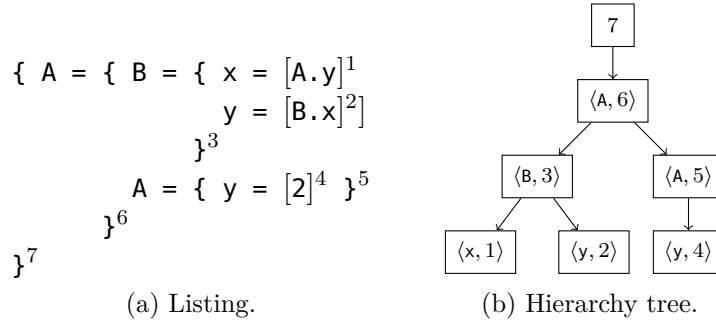 { A = { B = { x = [A.y]¹
y = [B.x]²]
}³
A = { y = [2]⁴ }⁵
}⁶
}⁷
(a) Listing.
7
⟨A, 6⟩
⟨B, 3⟩ ⟨A, 5⟩
⟨x, 1⟩ ⟨y, 2⟩ ⟨y, 4⟩
(b) Hierarchy tree.